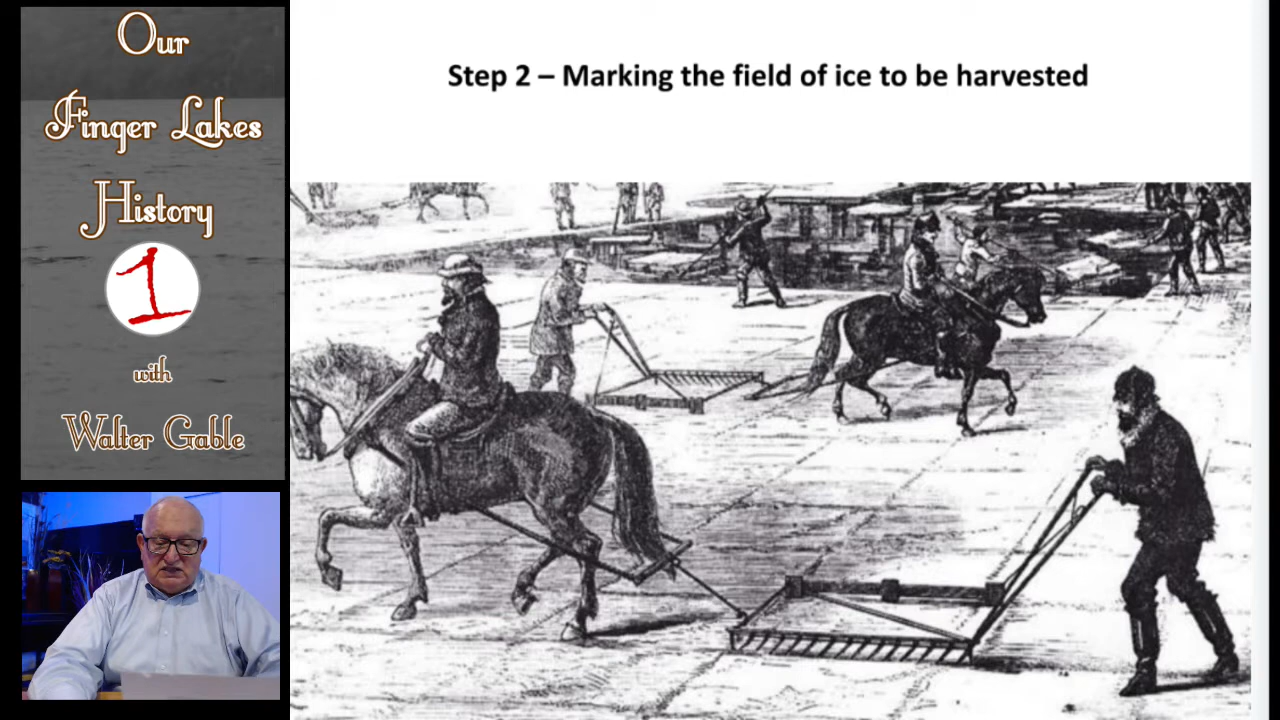 Our
Finger Lakes
History
1
with
Walter Gable
Step 2 – Marking the field of ice to be harvested